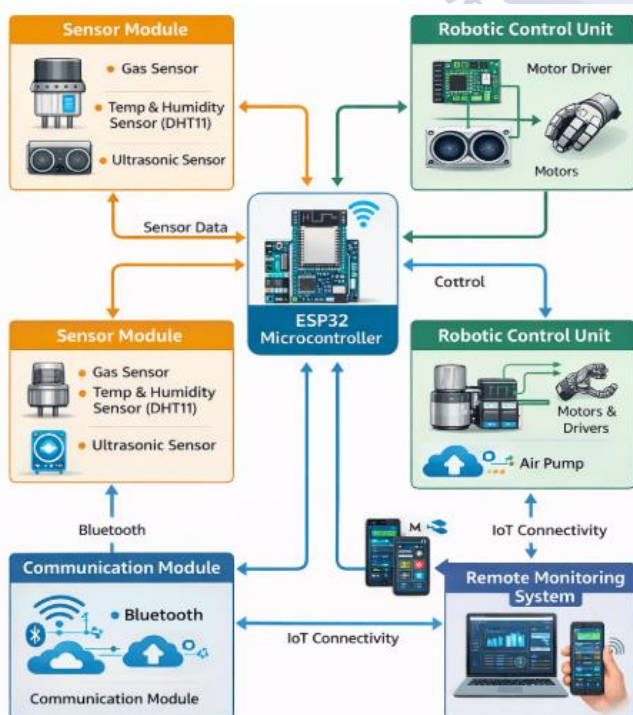 Sensor Module
Gas Sensor
Temp & Humidity
Sensor (DHT11)
Ultrasonic Sensor
Robotic Control Unit
Motor Driver
Motors
Sensor Data
ESP32
Microcontroller
Cottrol
Sensor Module
Gas Sensor
Temp & Humidity
Sensor (DHT11)
Ultrasonic Sensor
Robotic Control Unit
Motors &
Drivers
Air Pump
Bluetooth
M
IoT Connectivity
Communication Module
Bluetooth
Communication Module
IoT Connectivity
Remote Monitoring
System